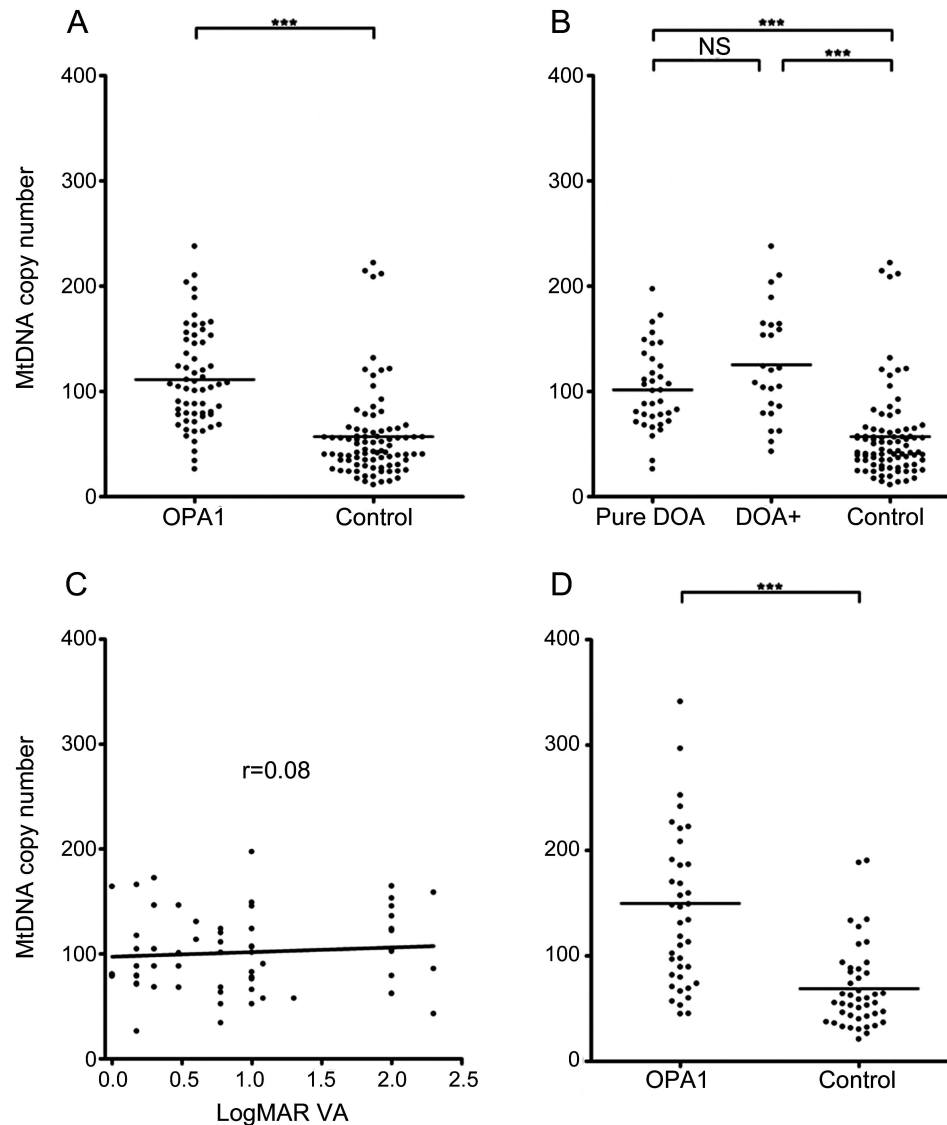 A
***
400
300
200
100
0
MtDNA copy number
OPA1
Control
B
***
NS
***
400
300
200
100
0
Pure DOA
DOA+
Control
C
400
300
200
100
0
MtDNA copy number
r=0.08
0.0
0.5
1.0
1.5
2.0
2.5
LogMAR VA
D
***
400
300
200
100
0
OPA1
Control